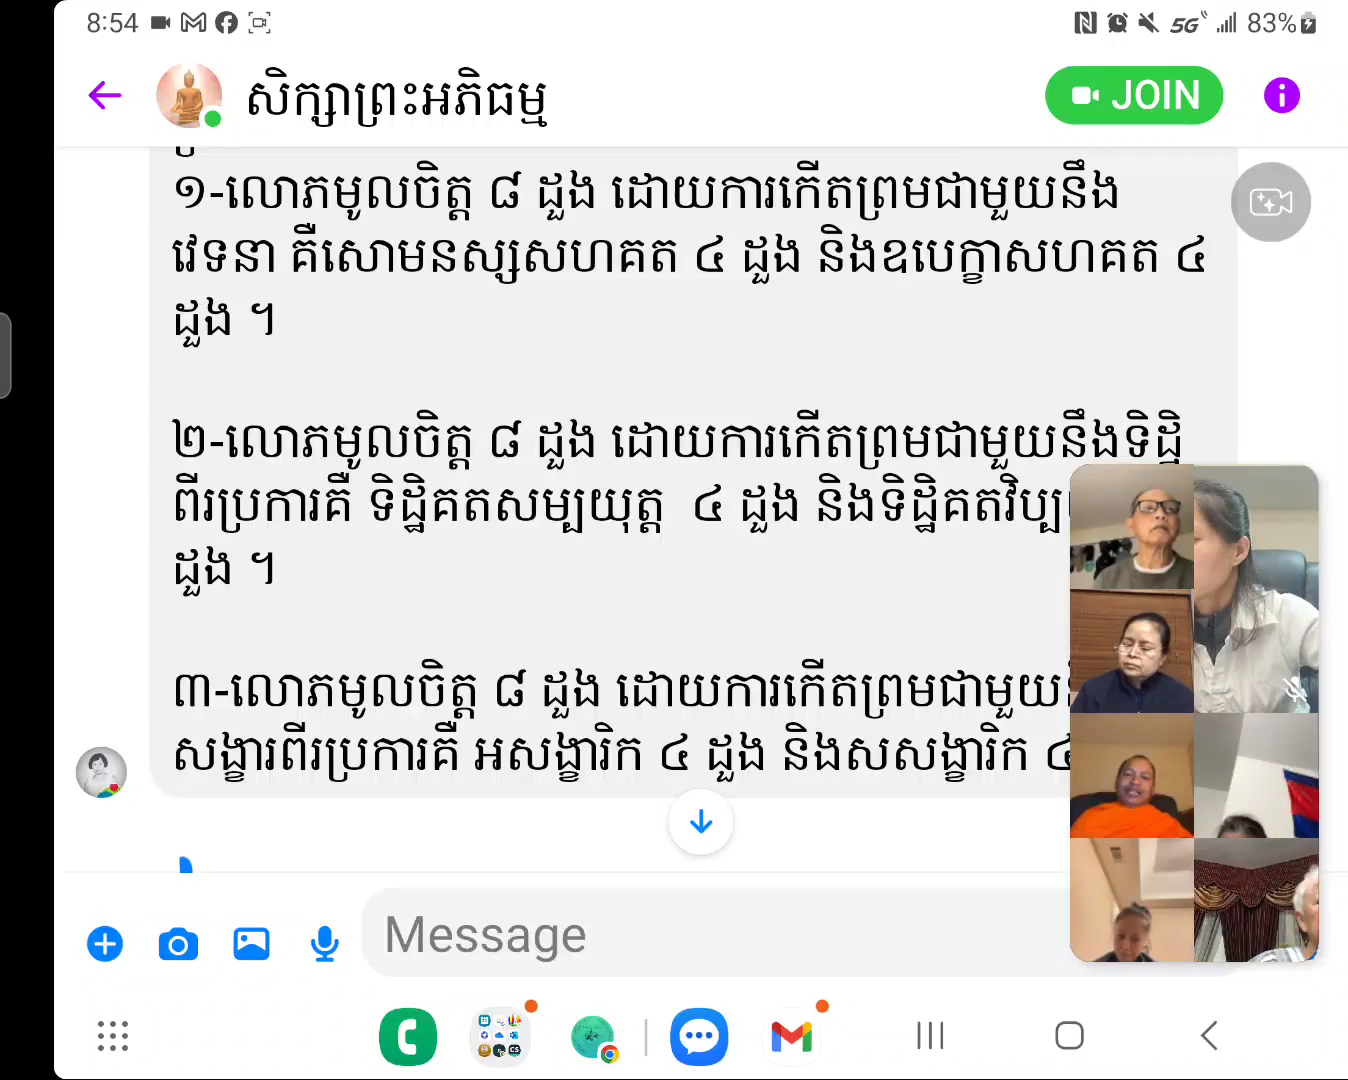 8:54
5G 83%
សិក្សាព្រះអភិធម្ម
JOIN
១-លោភមូលចិត្ត ៨ ដួង ដោយការកើតព្រមជាមួយនឹង
វេទនា គឺសោមនស្សសហគត ៤ ដួង និងឧបេក្ខាសហគត ៤
ដួង ។
២-លោភមូលចិត្ត ៨ ដួង ដោយការកើតព្រមជាមួយនឹងទិដ្ឋិ
ពីរប្រការគឺ ទិដ្ឋិគតសម្បយុត្ត ៤ ដួង និងទិដ្ឋិគតវិប្ប
ដួង ។
៣-លោភមូលចិត្ត ៨ ដួង ដោយការកើតព្រមជាមួយ
សង្ខារពីរប្រការគឺ អសង្ខារិក ៤ ដួង និងសសង្ខារិក ៤
Message